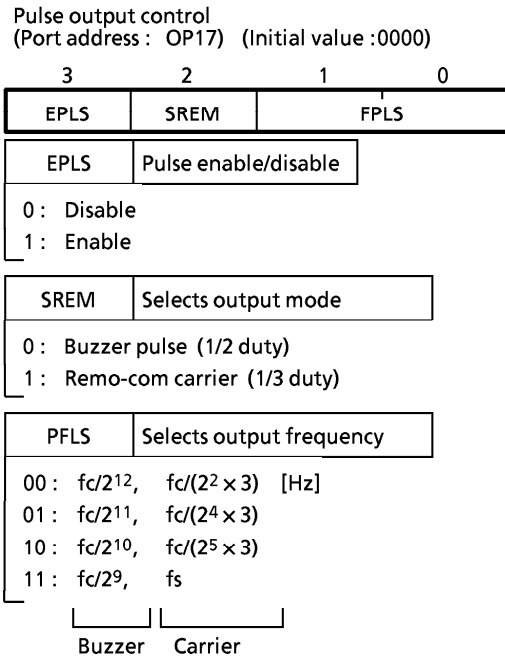 Pulse output control
(Port address : OP17) (Initial value :0000)
3 2 1 0
EPLS SREM FPLS
EPLS Pulse enable/disable
0 : Disable
1 : Enable
SREM Selects output mode
0 : Buzzer pulse (1/2 duty)
1 : Remo-com carrier (1/3 duty)
PFLS Selects output frequency
00 : fc/2¹², fc/(2² × 3) [Hz]
01 : fc/2¹¹, fc/(2⁴ × 3)
10 : fc/2¹⁰, fc/(2⁵ × 3)
11 : fc/2⁹, fs
Buzzer Carrier